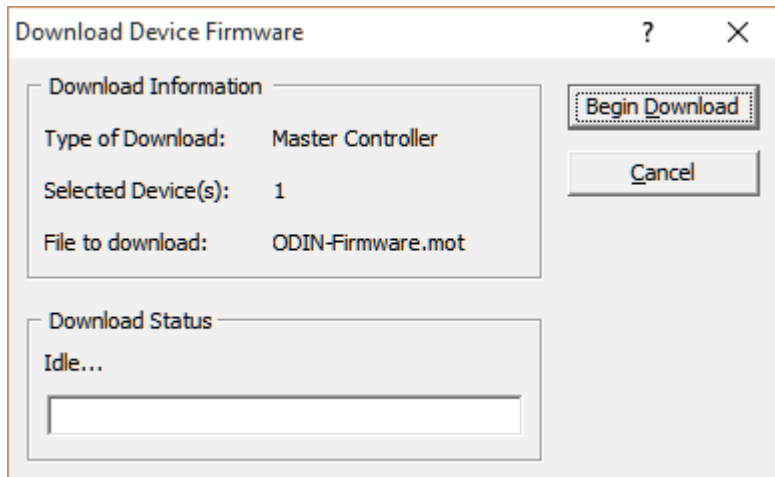 Download Device Firmware
Download Information
Type of Download: Master Controller
Selected Device(s): 1
File to download: ODIN-Firmware.mot
Begin Download
Cancel
Download Status
Idle...